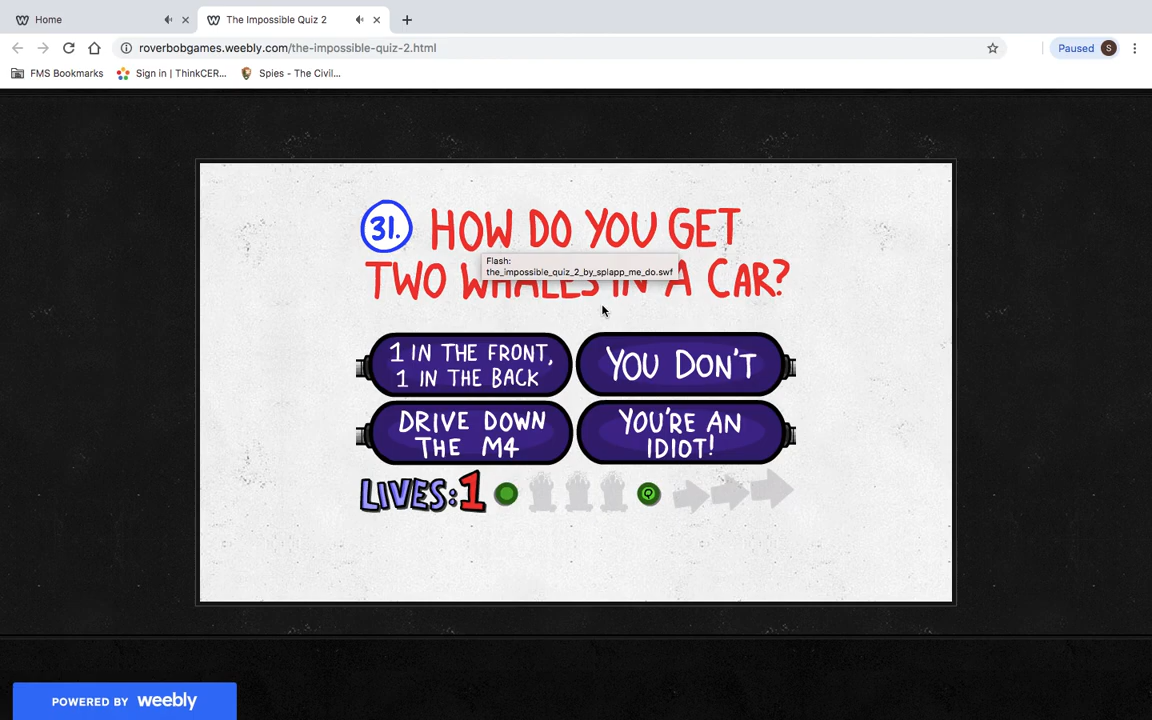 Home
The Impossible Quiz 2
roverbobgames.weebly.com/the-impossible-quiz-2.html
Paused
S
FMS Bookmarks
Sign in | ThinkCER...
Spies - The Civil...
31. HOW DO YOU GET
TWO WHALES IN A CAR?
Flash:
the_impossible_quiz_2_by_splapp_me_do.swf
1 IN THE FRONT,
1 IN THE BACK
YOU DON'T
DRIVE DOWN
THE M4
YOU'RE AN
IDIOT!
LIVES:1
POWERED BY weebly